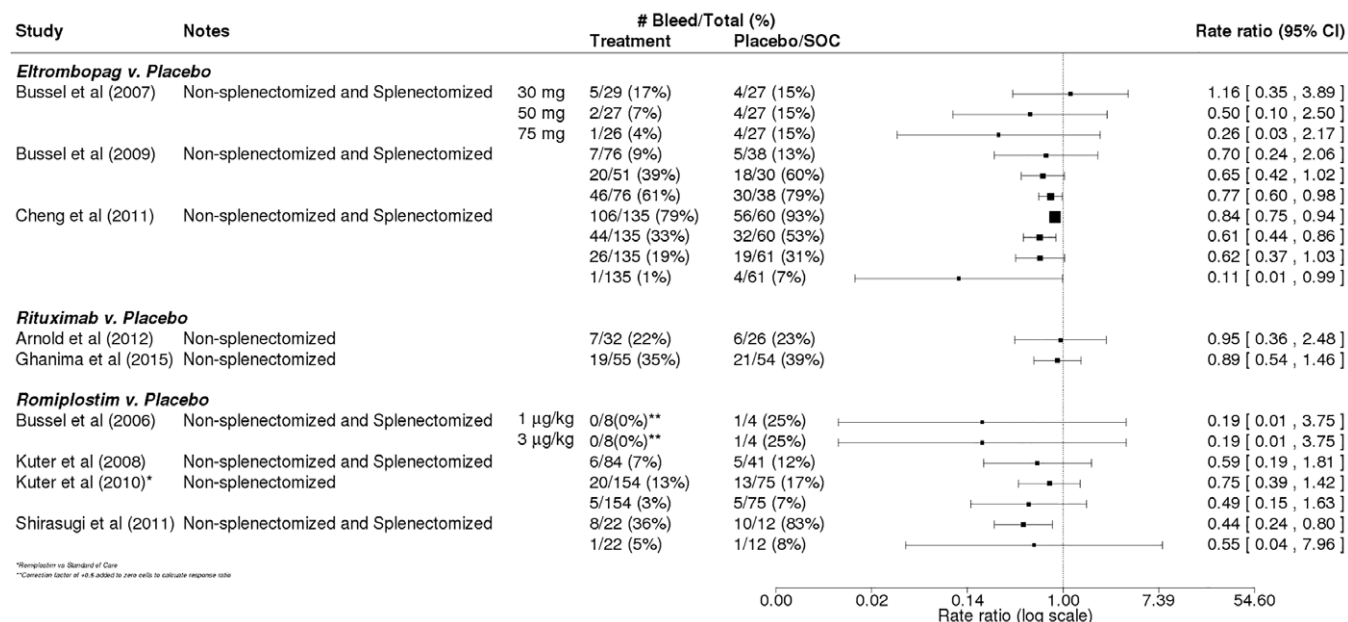 # Bleed/Total (%)
Study Notes Treatment Placebo/SOC Rate ratio (95% CI)
Eltrombopag v. Placebo
Bussel et al (2007) Non-splenectomized and Splenectomized 30 mg 5/29 (17%) 4/27 (15%) 1.16 [ 0.35 , 3.89 ]
50 mg 2/27 (7%) 4/27 (15%) 0.50 [ 0.10 , 2.50 ]
75 mg 1/26 (4%) 4/27 (15%) 0.26 [ 0.03 , 2.17 ]
Bussel et al (2009) Non-splenectomized and Splenectomized 7/76 (9%) 5/38 (13%) 0.70 [ 0.24 , 2.06 ]
20/51 (39%) 18/30 (60%) 0.65 [ 0.42 , 1.02 ]
46/76 (61%) 30/38 (79%) 0.77 [ 0.60 , 0.98 ]
Cheng et al (2011) Non-splenectomized and Splenectomized 106/135 (79%) 56/60 (93%) 0.84 [ 0.75 , 0.94 ]
44/135 (33%) 32/60 (53%) 0.61 [ 0.44 , 0.86 ]
26/135 (19%) 19/61 (31%) 0.62 [ 0.37 , 1.03 ]
1/135 (1%) 4/61 (7%) 0.11 [ 0.01 , 0.99 ]
Rituximab v. Placebo
Arnold et al (2012) Non-splenectomized 7/32 (22%) 6/26 (23%) 0.95 [ 0.36 , 2.48 ]
Ghanima et al (2015) Non-splenectomized 19/55 (35%) 21/54 (39%) 0.89 [ 0.54 , 1.46 ]
Romiplostim v. Placebo
Bussel et al (2006) Non-splenectomized and Splenectomized 1 µg/kg 0/8(0%)** 1/4 (25%) 0.19 [ 0.01 , 3.75 ]
3 µg/kg 0/8(0%)** 1/4 (25%) 0.19 [ 0.01 , 3.75 ]
Kuter et al (2008) Non-splenectomized and Splenectomized 6/84 (7%) 5/41 (12%) 0.59 [ 0.19 , 1.81 ]
Kuter et al (2010)* Non-splenectomized 20/154 (13%) 13/75 (17%) 0.75 [ 0.39 , 1.42 ]
5/154 (3%) 5/75 (7%) 0.49 [ 0.15 , 1.63 ]
Shirasugi et al (2011) Non-splenectomized and Splenectomized 8/22 (36%) 10/12 (83%) 0.44 [ 0.24 , 0.80 ]
1/22 (5%) 1/12 (8%) 0.55 [ 0.04 , 7.96 ]
*Romiplostim vs Standard of Care
**Correction factor of +0.5 added to zero cells to calcuate response ratio
0.00 0.02 0.14 1.00 7.39 54.60
Rate ratio (log scale)